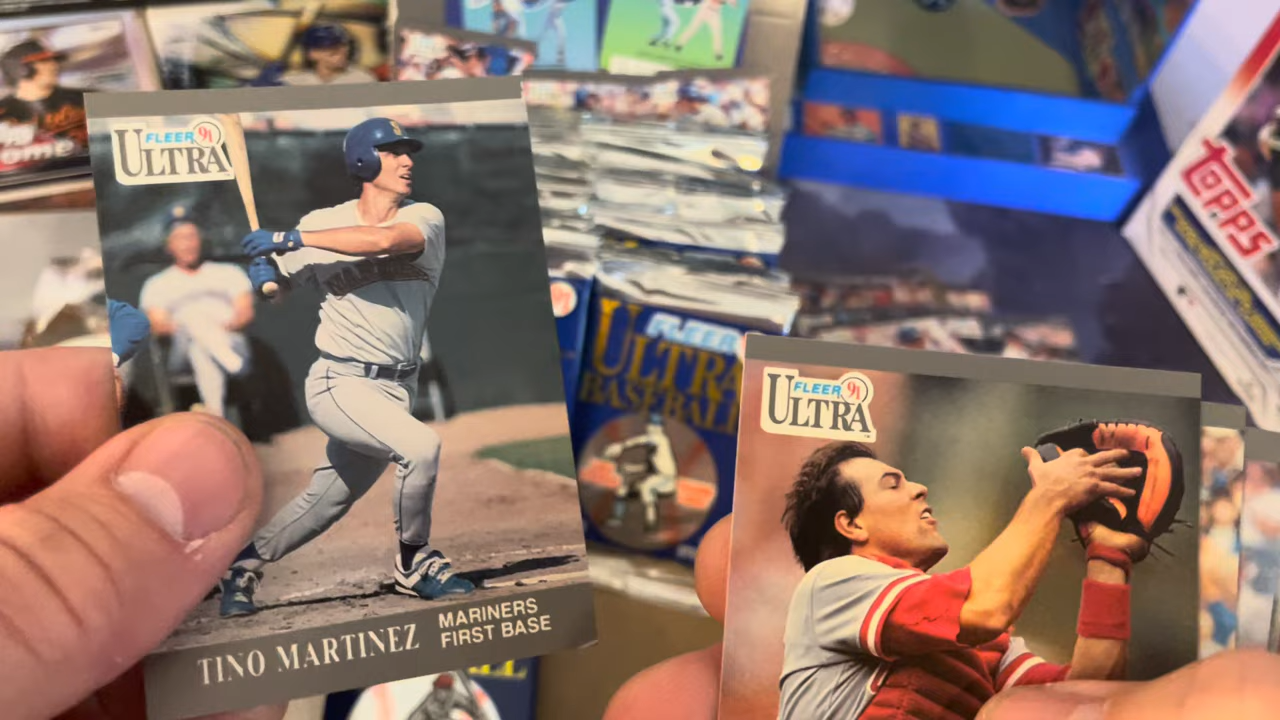 FLEER 91
ULTRA
TINO MARTINEZ
MARINERS
FIRST BASE
FLEER 91
ULTRA
FLEER
ULTRA
BASEBALL
TOPPS